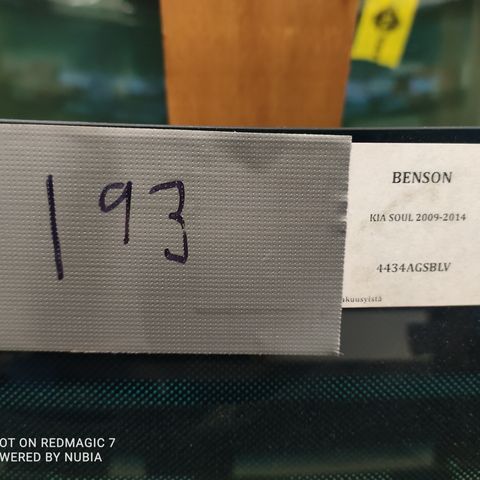 193
BENSON
KIA SOUL 2009-2014
4434AGSBLV
akuusyistä
OT ON REDMAGIC 7
WERED BY NUBIA